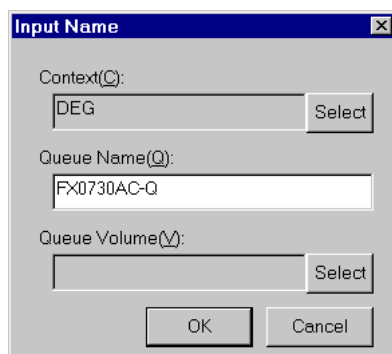 Input Name
Context(C):
DEG
Select
Queue Name(Q):
FX0730AC-Q
Queue Volume(V):
Select
OK
Cancel